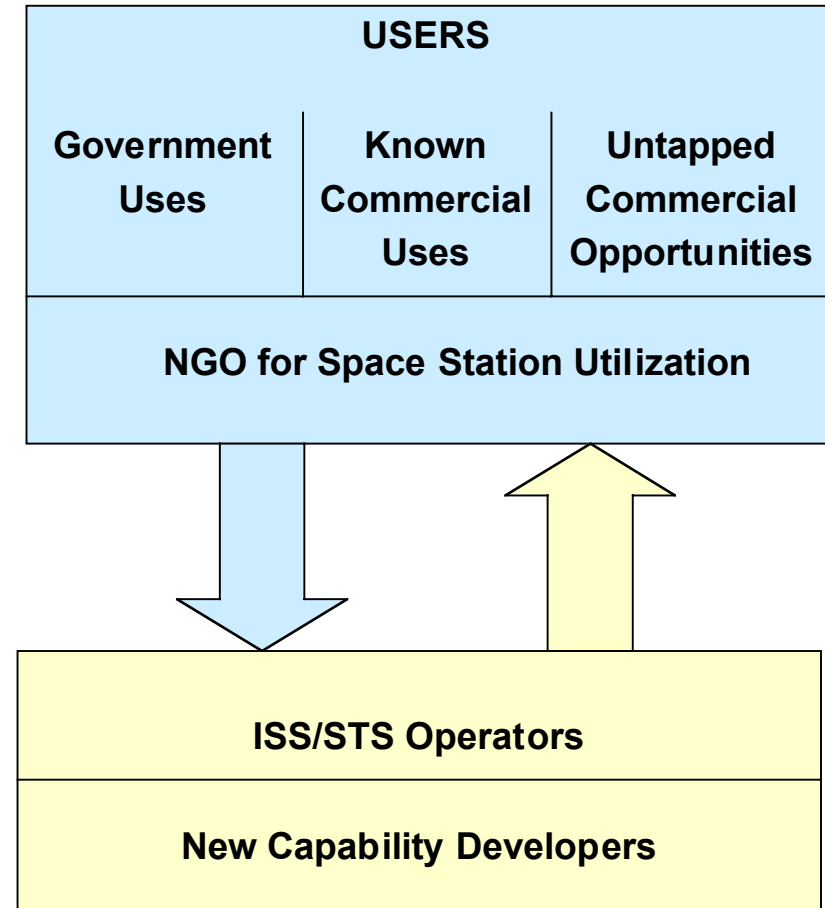 USERS
Government
Uses
Known
Commercial
Uses
Untapped
Commercial
Opportunities
NGO for Space Station Utilization
ISS/STS Operators
New Capability Developers